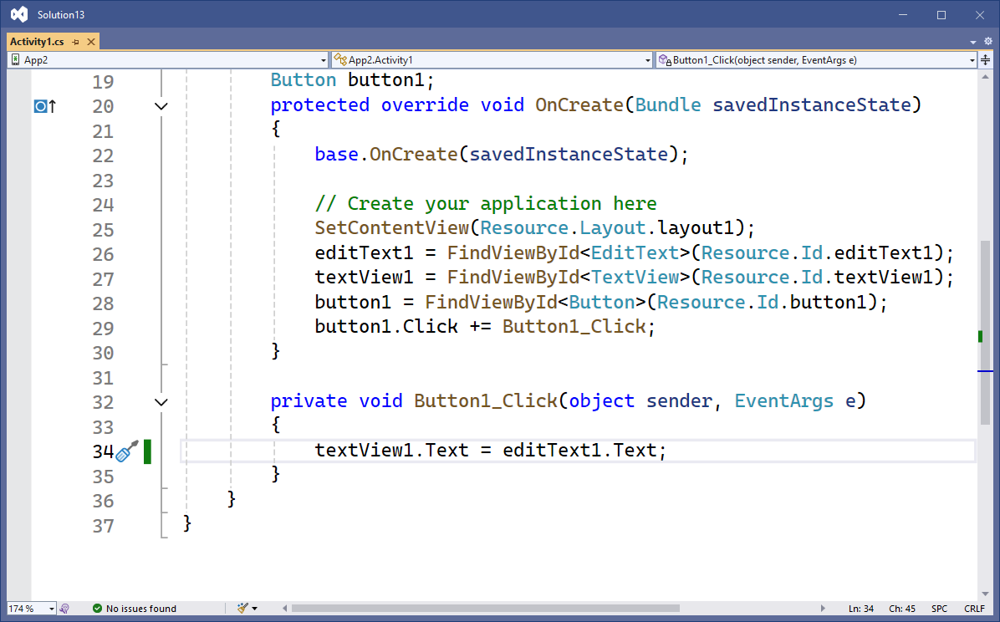 Solution13
Activity1.cs
App2 App2.Activity1 Button1_Click(object sender, EventArgs e)
19 Button button1;
20 protected override void OnCreate(Bundle savedInstanceState)
21 {
22 base.OnCreate(savedInstanceState);
23
24 // Create your application here
25 SetContentView(Resource.Layout.layout1);
26 editText1 = FindViewById<EditText>(Resource.Id.editText1);
27 textView1 = FindViewById<TextView>(Resource.Id.textView1);
28 button1 = FindViewById<Button>(Resource.Id.button1);
29 button1.Click += Button1_Click;
30 }
31
32 private void Button1_Click(object sender, EventArgs e)
33 {
34 textView1.Text = editText1.Text;
35 }
36 }
37 }
174 % No issues found Ln: 34 Ch: 45 SPC CRLF